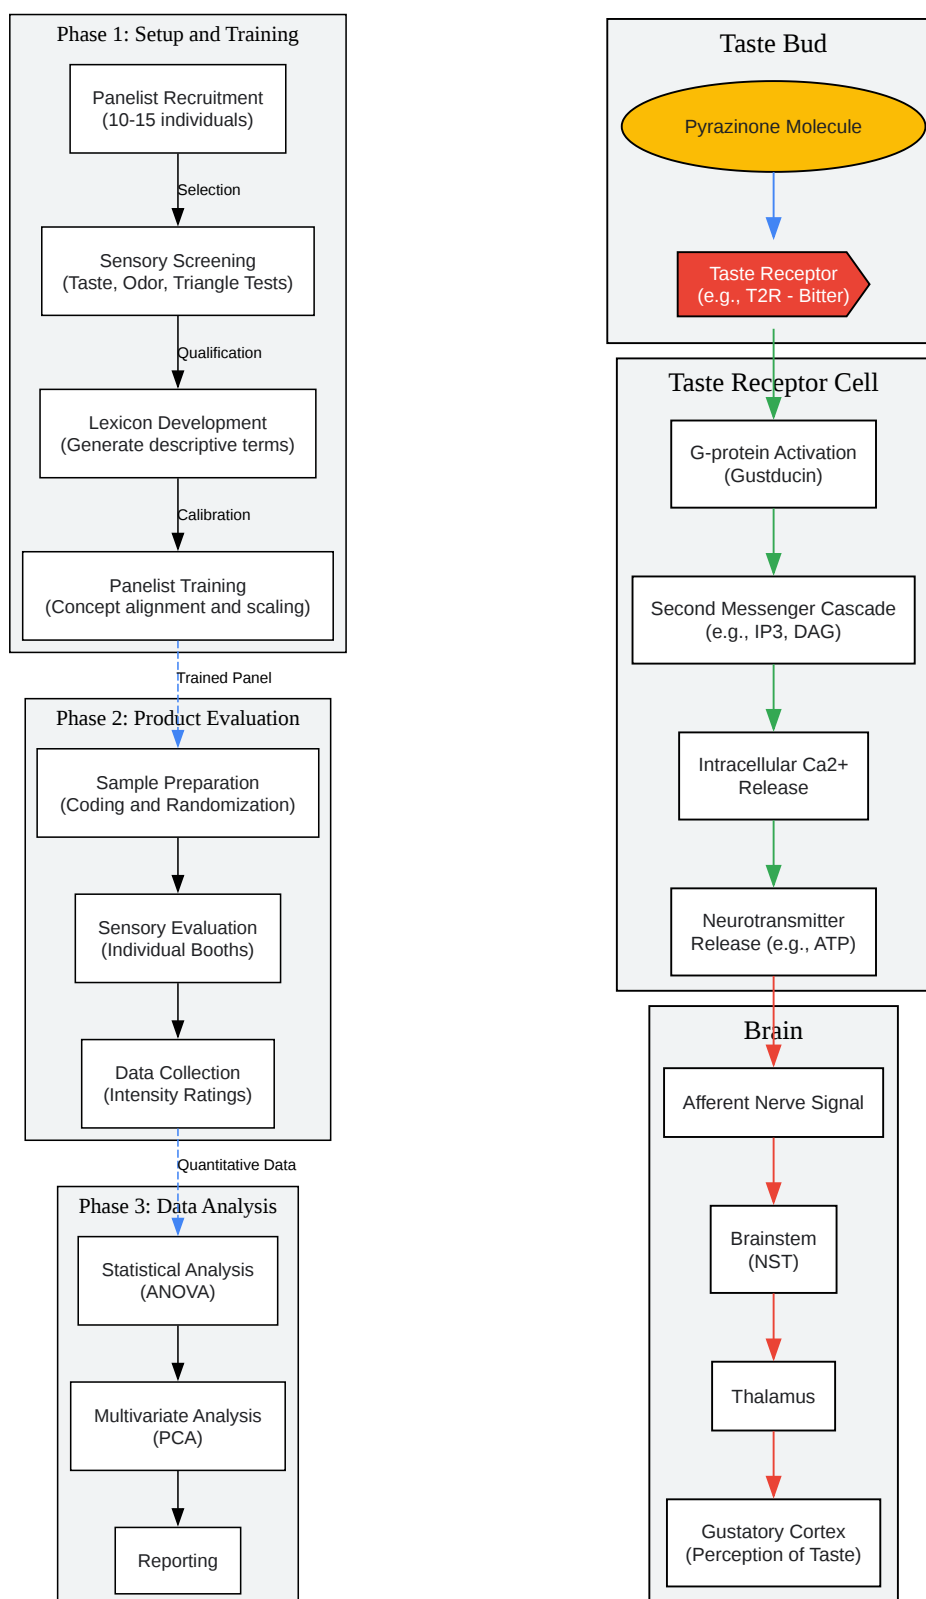 Phase 1: Setup and Training
Panelist Recruitment
(10-15 individuals)
Selection
Sensory Screening
(Taste, Odor, Triangle Tests)
Qualification
Lexicon Development
(Generate descriptive terms)
Calibration
Panelist Training
(Concept alignment and scaling)
Trained Panel
Phase 2: Product Evaluation
Sample Preparation
(Coding and Randomization)
Sensory Evaluation
(Individual Booths)
Data Collection
(Intensity Ratings)
Quantitative Data
Phase 3: Data Analysis
Statistical Analysis
(ANOVA)
Multivariate Analysis
(PCA)
Reporting
Taste Bud
Pyrazinone Molecule
Taste Receptor
(e.g., T2R - Bitter)
Taste Receptor Cell
G-protein Activation
(Gustducin)
Second Messenger Cascade
(e.g., IP3, DAG)
Intracellular Ca2+
Release
Neurotransmitter
Release (e.g., ATP)
Brain
Afferent Nerve Signal
Brainstem
(NST)
Thalamus
Gustatory Cortex
(Perception of Taste)